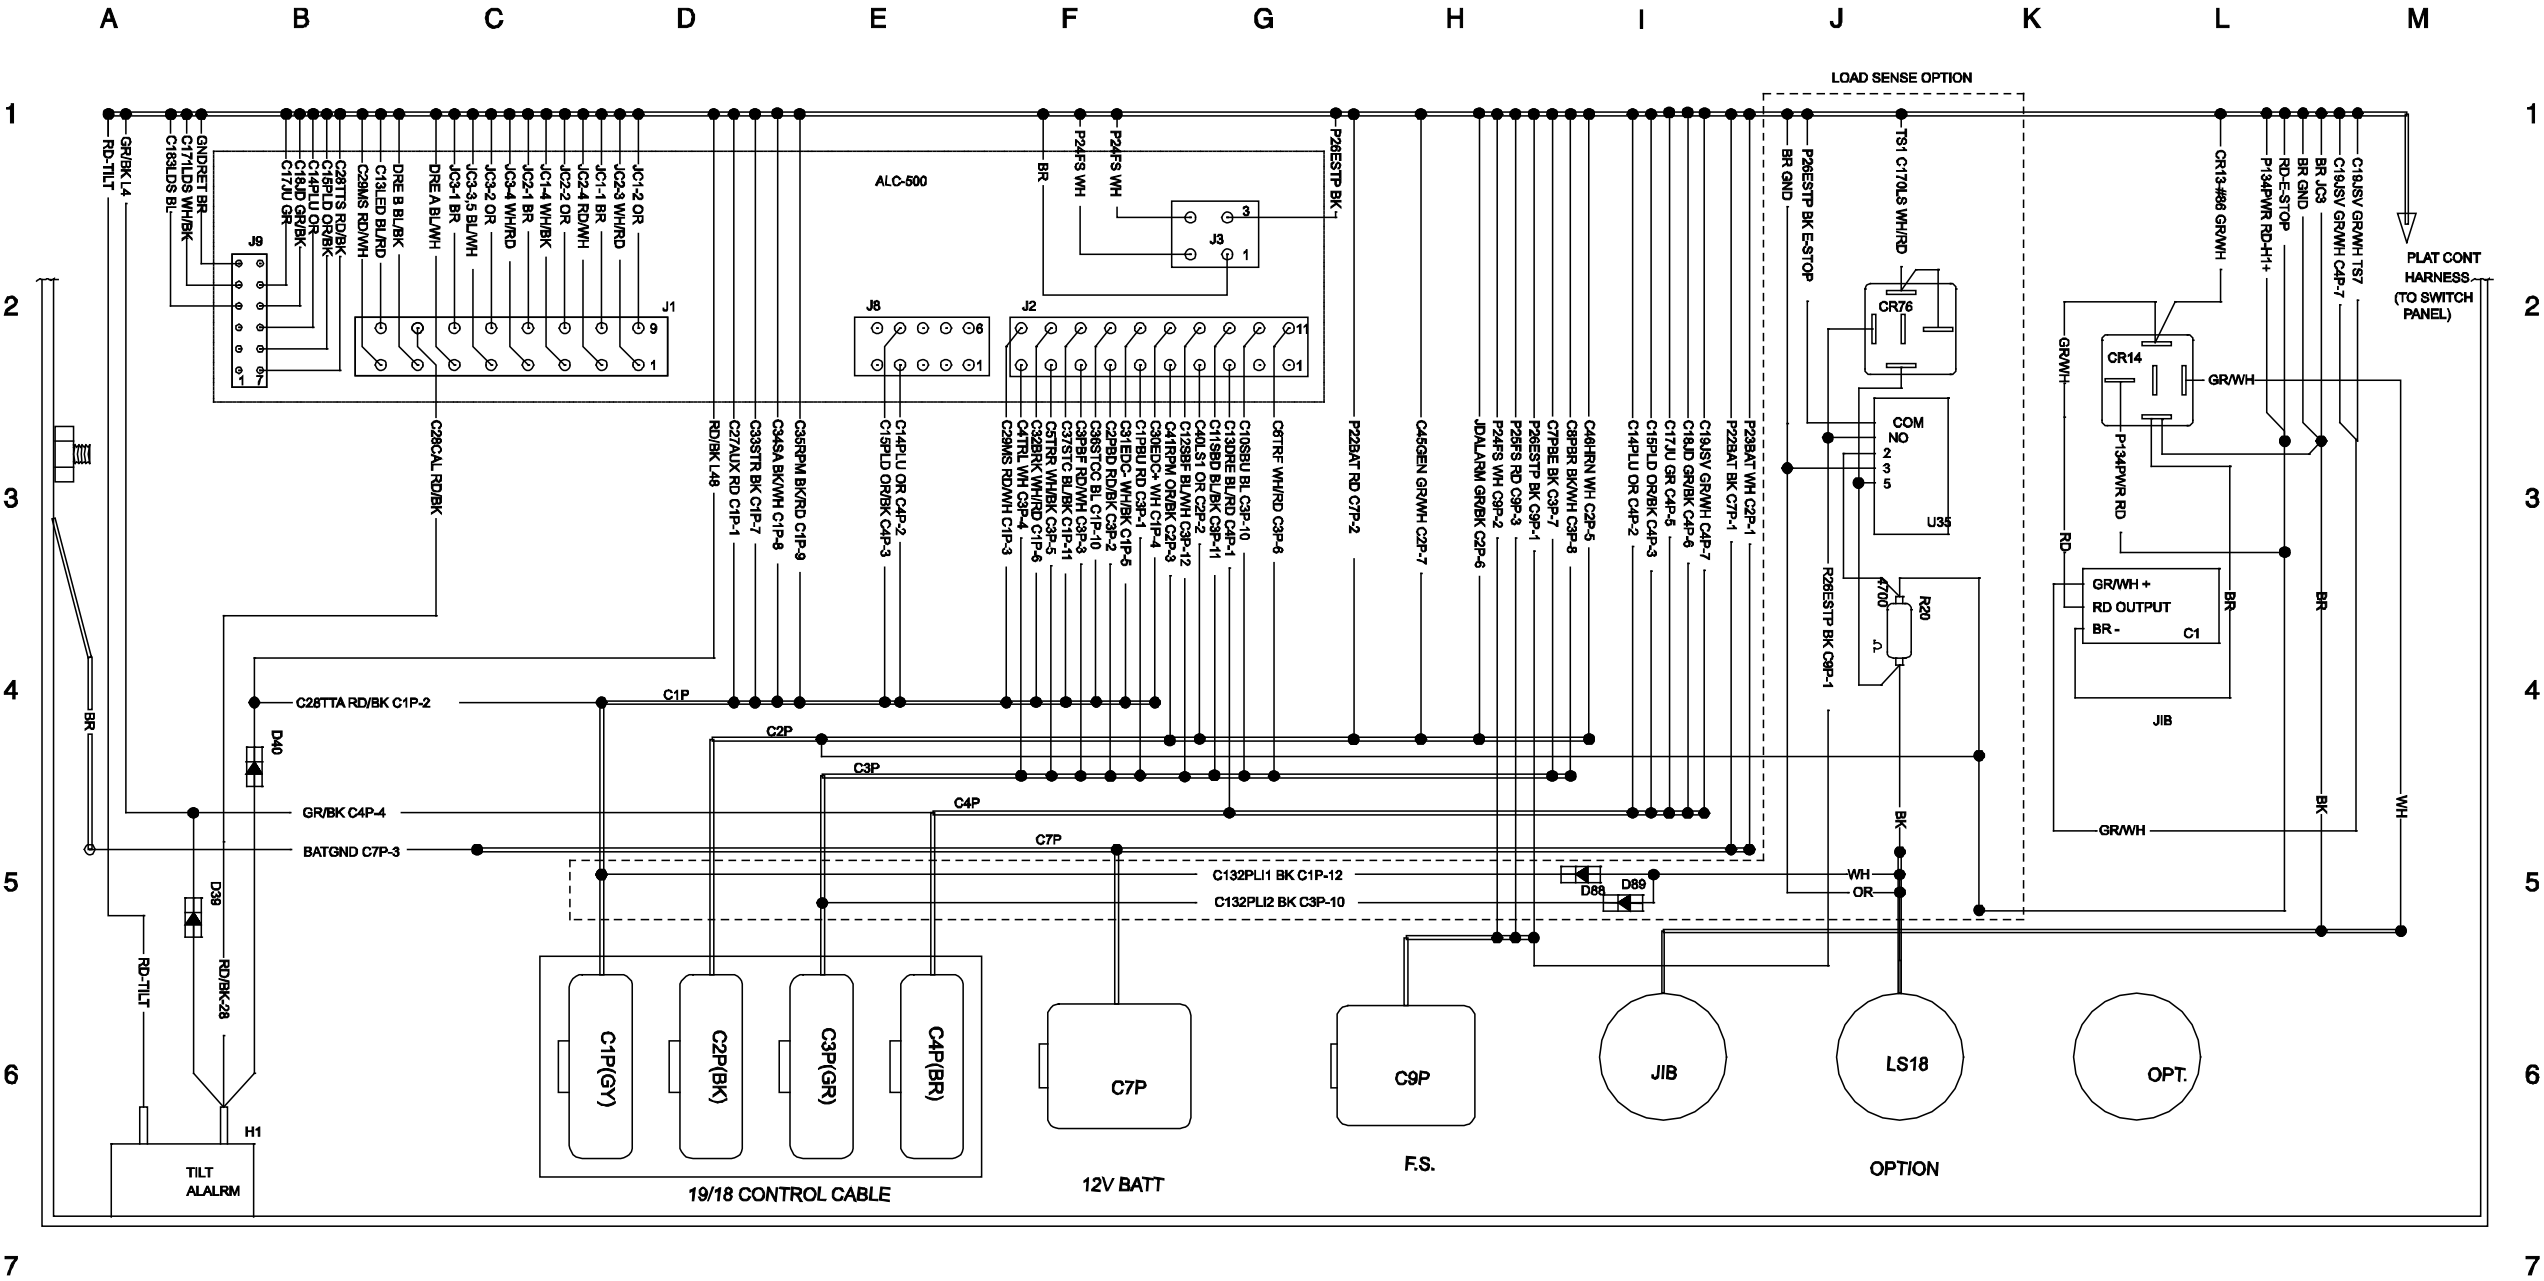 A B C D E F G H I J K L M
LOAD SENSE OPTION
1 1
RD-TILT
GR/BK L4
C183LDS BL
C171LDS WH/BK
GNDRET BR
C17JU GR
C18JD GR/BK
C14PLU OR
C15PLD OR/BK
C28TTS RD/BK
C29MS RD/WH
C13LED BL/RD
DRE B BL/BK
DRE A BL/WH
JC3-1 BR
JC3-3,5 BL/WH
JC3-2 OR
JC3-4 WH/RD
JC2-1 BR
JC1-4 WH/BK
JC2-2 OR
JC2-4 RD/WH
JC1-1 BR
JC2-3 WH/RD
JC1-2 OR
BR
P24FS WH
P24FS WH
P26ESTP BK
ALC-500
BR GND
P26ESTP BK E-STOP
TS1 C170LS WH/RD
CR13-#86 GR/WH
P134PWR RD-H1+
RD-E-STOP
BR GND
BR JC3
C19JSV GR/WH C4P-7
C19JSV GR/WH TS7
PLAT CONT
HARNESS
(TO SWITCH
PANEL)
J9
1 7
3
J3
1
2 2
J1
9
1
J8
6
1
J2
11
1
CR76
CR14
GR/WH
GR/WH
P134PWR RD
RD
C28CAL RD/BK
RD/BK L48
C27AUX RD C1P-1
C33STR BK C1P-7
C34SA BK/WH C1P-8
C35RPM BK/RD C1P-9
C15PLD OR/BK C4P-3
C14PLU OR C4P-2
C29MS RD/WH C1P-3
C4TRL WH C3P-4
C32BRK WH/RD C1P-6
C5TRR WH/BK C3P-5
C37STC BL/BK C1P-11
C3PBF RD/WH C3P-3
C36STCC BL C1P-10
C2PBD RD/BK C3P-2
C31EDC- WH/BK C1P-5
C1PBU RD C3P-1
C30EDC+ WH C1P-4
C41RPM OR/BK C2P-3
C12SBF BL/WH C3P-12
C40LS1 OR C2P-2
C11SBD BL/BK C3P-11
C13DRE BL/RD C4P-1
C10SBU BL C3P-10
C6TRF WH/RD C3P-6
P22BAT RD C7P-2
C45GEN GR/WH C2P-7
JDALARM GR/BK C2P-6
P24FS WH C9P-2
P25FS RD C9P-3
P26ESTP BK C9P-1
C7PBE BK C3P-7
C8PBR BK/WH C3P-8
C46HRN WH C2P-5
C14PLU OR C4P-2
C15PLD OR/BK C4P-3
C17JU GR C4P-5
C18JD GR/BK C4P-6
C19JSV GR/WH C4P-7
P22BAT BK C7P-1
P23BAT WH C2P-1
3 3
COM
NO
2
3
5
U35
R26ESTP BK C9P-1
4700
Ω
R20
GR/WH +
RD OUTPUT
BR -
C1
BR
BR
JIB
4 4
BR
C28TTA RD/BK C1P-2
C1P
C2P
C3P
C4P
C7P
D40
GR/BK C4P-4
BATGND C7P-3
BK
GR/WH
BK
WH
5 5
D39
C132PLI1 BK C1P-12
C132PLI2 BK C3P-10
D88
D89
WH
OR
RD-TILT
RD/BK-28
C1P(GY)
C2P(BK)
C3P(GR)
C4P(BR)
C7P
C9P
JIB
LS18
OPT.
6 6
H1
TILT
ALALRM
19/18 CONTROL CABLE
12V BATT
F.S.
OPTION
7 7